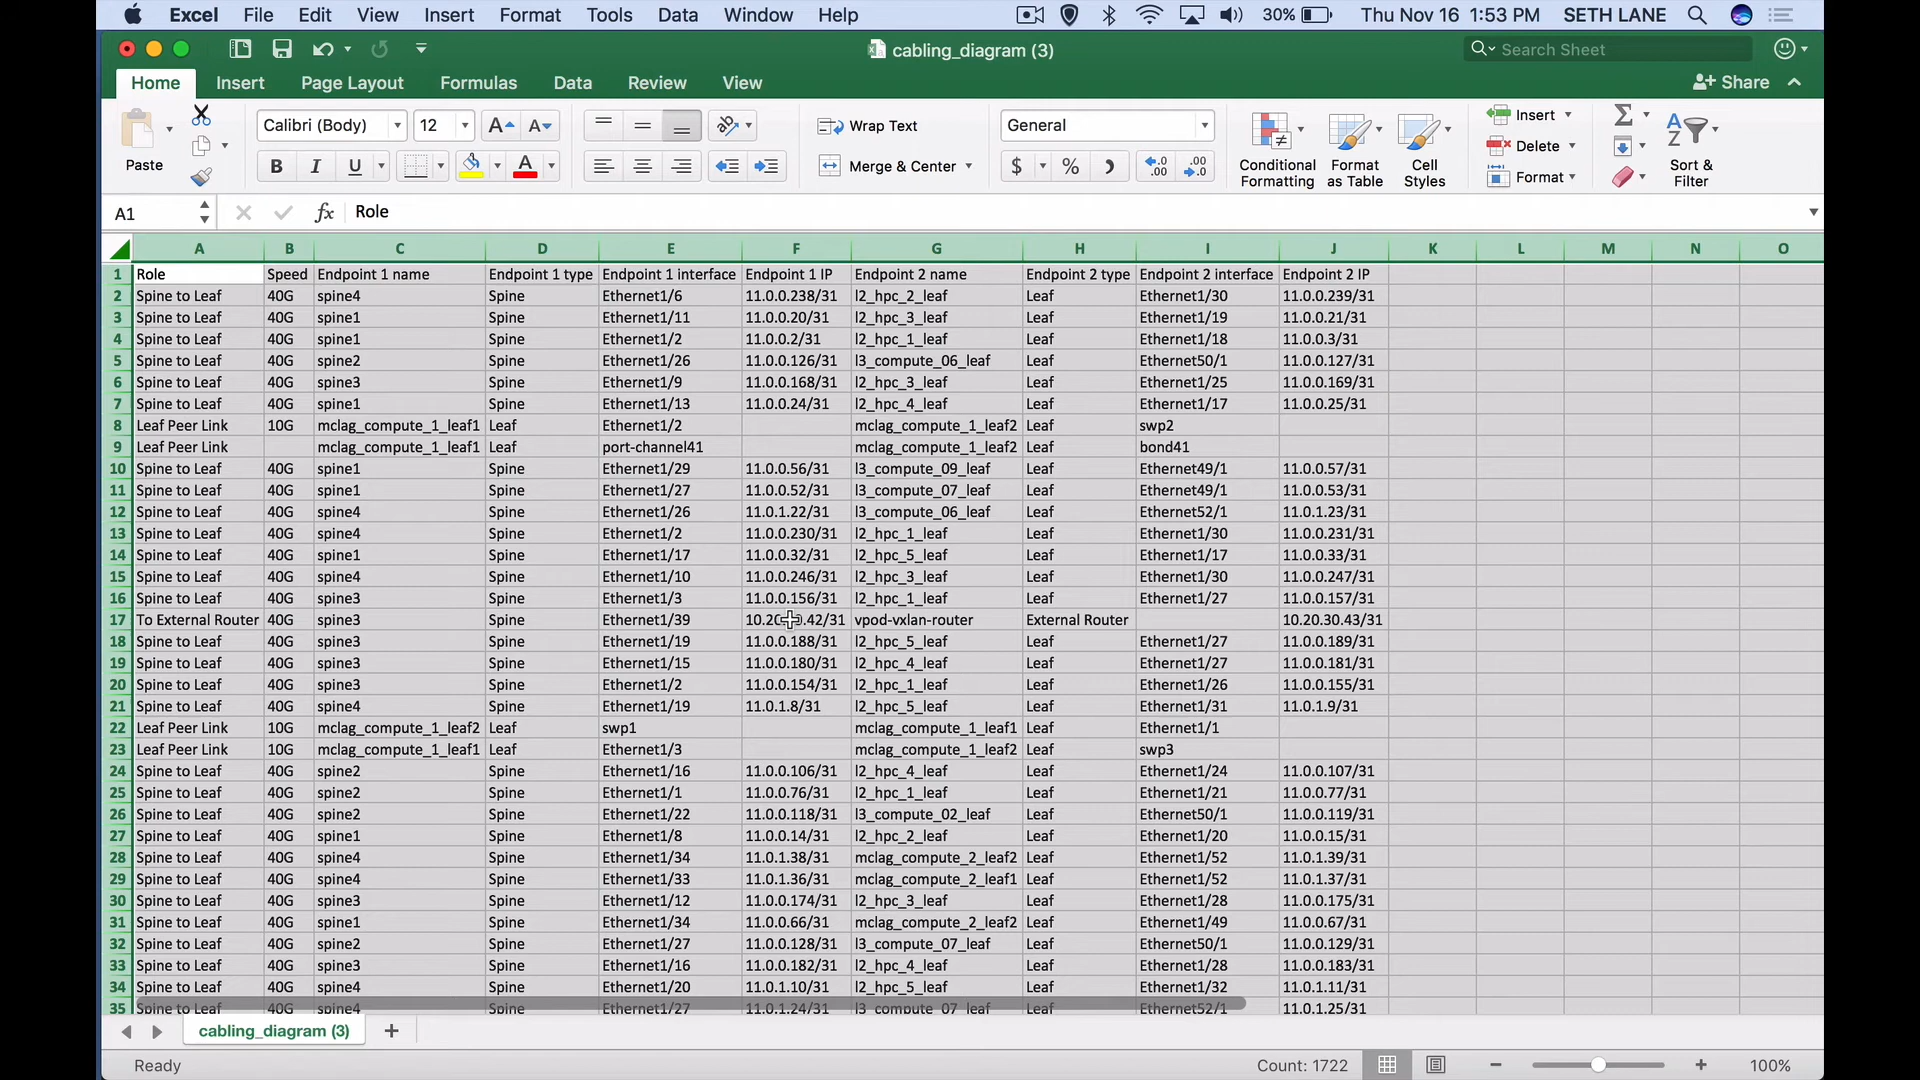 Excel File Edit View Insert Format Tools Data Window Help 30% Thu Nov 16 1:53 PM SETH LANE
cabling_diagram (3) Search Sheet
Home Insert Page Layout Formulas Data Review View Share
Calibri (Body) 12 Wrap Text General Insert
Delete
Paste B I U A Merge & Center $ % Conditional Formatting Format as Table Cell Styles Format Sort & Filter
A1 fx Role
A B C D E F G H I J K L M N O
1 Role Speed Endpoint 1 name Endpoint 1 type Endpoint 1 interface Endpoint 1 IP Endpoint 2 name Endpoint 2 type Endpoint 2 interface Endpoint 2 IP
2 Spine to Leaf 40G spine4 Spine Ethernet1/6 11.0.0.238/31 l2_hpc_2_leaf Leaf Ethernet1/30 11.0.0.239/31
3 Spine to Leaf 40G spine1 Spine Ethernet1/11 11.0.0.20/31 l2_hpc_3_leaf Leaf Ethernet1/19 11.0.0.21/31
4 Spine to Leaf 40G spine1 Spine Ethernet1/2 11.0.0.2/31 l2_hpc_1_leaf Leaf Ethernet1/18 11.0.0.3/31
5 Spine to Leaf 40G spine2 Spine Ethernet1/26 11.0.0.126/31 l3_compute_06_leaf Leaf Ethernet50/1 11.0.0.127/31
6 Spine to Leaf 40G spine3 Spine Ethernet1/9 11.0.0.168/31 l2_hpc_3_leaf Leaf Ethernet1/25 11.0.0.169/31
7 Spine to Leaf 40G spine1 Spine Ethernet1/13 11.0.0.24/31 l2_hpc_4_leaf Leaf Ethernet1/17 11.0.0.25/31
8 Leaf Peer Link 10G mclag_compute_1_leaf1 Leaf Ethernet1/2 mclag_compute_1_leaf2 Leaf swp2
9 Leaf Peer Link mclag_compute_1_leaf1 Leaf port-channel41 mclag_compute_1_leaf2 Leaf bond41
10 Spine to Leaf 40G spine1 Spine Ethernet1/29 11.0.0.56/31 l3_compute_09_leaf Leaf Ethernet49/1 11.0.0.57/31
11 Spine to Leaf 40G spine1 Spine Ethernet1/27 11.0.0.52/31 l3_compute_07_leaf Leaf Ethernet49/1 11.0.0.53/31
12 Spine to Leaf 40G spine4 Spine Ethernet1/26 11.0.1.22/31 l3_compute_06_leaf Leaf Ethernet52/1 11.0.1.23/31
13 Spine to Leaf 40G spine4 Spine Ethernet1/2 11.0.0.230/31 l2_hpc_1_leaf Leaf Ethernet1/30 11.0.0.231/31
14 Spine to Leaf 40G spine1 Spine Ethernet1/17 11.0.0.32/31 l2_hpc_5_leaf Leaf Ethernet1/17 11.0.0.33/31
15 Spine to Leaf 40G spine4 Spine Ethernet1/10 11.0.0.246/31 l2_hpc_3_leaf Leaf Ethernet1/30 11.0.0.247/31
16 Spine to Leaf 40G spine3 Spine Ethernet1/3 11.0.0.156/31 l2_hpc_1_leaf Leaf Ethernet1/27 11.0.0.157/31
17 To External Router 40G spine3 Spine Ethernet1/39 vpod-vxlan-router External Router 10.20.30.43/31
18 Spine to Leaf 40G spine3 Spine Ethernet1/19 11.0.0.188/31 l2_hpc_5_leaf Leaf Ethernet1/27 11.0.0.189/31
19 Spine to Leaf 40G spine3 Spine Ethernet1/15 11.0.0.180/31 l2_hpc_4_leaf Leaf Ethernet1/27 11.0.0.181/31
20 Spine to Leaf 40G spine3 Spine Ethernet1/2 11.0.0.154/31 l2_hpc_1_leaf Leaf Ethernet1/26 11.0.0.155/31
21 Spine to Leaf 40G spine4 Spine Ethernet1/19 11.0.1.8/31 l2_hpc_5_leaf Leaf Ethernet1/31 11.0.1.9/31
22 Leaf Peer Link 10G mclag_compute_1_leaf2 Leaf swp1 mclag_compute_1_leaf1 Leaf Ethernet1/1
23 Leaf Peer Link 10G mclag_compute_1_leaf1 Leaf Ethernet1/3 mclag_compute_1_leaf2 Leaf swp3
24 Spine to Leaf 40G spine2 Spine Ethernet1/16 11.0.0.106/31 l2_hpc_4_leaf Leaf Ethernet1/24 11.0.0.107/31
25 Spine to Leaf 40G spine2 Spine Ethernet1/1 11.0.0.76/31 l2_hpc_1_leaf Leaf Ethernet1/21 11.0.0.77/31
26 Spine to Leaf 40G spine2 Spine Ethernet1/22 11.0.0.118/31 l3_compute_02_leaf Leaf Ethernet50/1 11.0.0.119/31
27 Spine to Leaf 40G spine1 Spine Ethernet1/8 11.0.0.14/31 l2_hpc_2_leaf Leaf Ethernet1/20 11.0.0.15/31
28 Spine to Leaf 40G spine4 Spine Ethernet1/34 11.0.1.38/31 mclag_compute_2_leaf2 Leaf Ethernet1/52 11.0.1.39/31
29 Spine to Leaf 40G spine4 Spine Ethernet1/33 11.0.1.36/31 mclag_compute_2_leaf1 Leaf Ethernet1/52 11.0.1.37/31
30 Spine to Leaf 40G spine3 Spine Ethernet1/12 11.0.0.174/31 l2_hpc_3_leaf Leaf Ethernet1/28 11.0.0.175/31
31 Spine to Leaf 40G spine1 Spine Ethernet1/34 11.0.0.66/31 mclag_compute_2_leaf2 Leaf Ethernet1/49 11.0.0.67/31
32 Spine to Leaf 40G spine2 Spine Ethernet1/27 11.0.0.128/31 l3_compute_07_leaf Leaf Ethernet50/1 11.0.0.129/31
33 Spine to Leaf 40G spine3 Spine Ethernet1/16 11.0.0.182/31 l2_hpc_4_leaf Leaf Ethernet1/28 11.0.0.183/31
34 Spine to Leaf 40G spine4 Spine Ethernet1/20 11.0.1.10/31 l2_hpc_5_leaf Leaf Ethernet1/32 11.0.1.11/31
35 Spine to Leaf 40G spine4 Spine Ethernet1/27 11.0.1.24/31 l3_compute_07_leaf Leaf Ethernet52/1 11.0.1.25/31
cabling_diagram (3)
Ready Count: 1722 100%